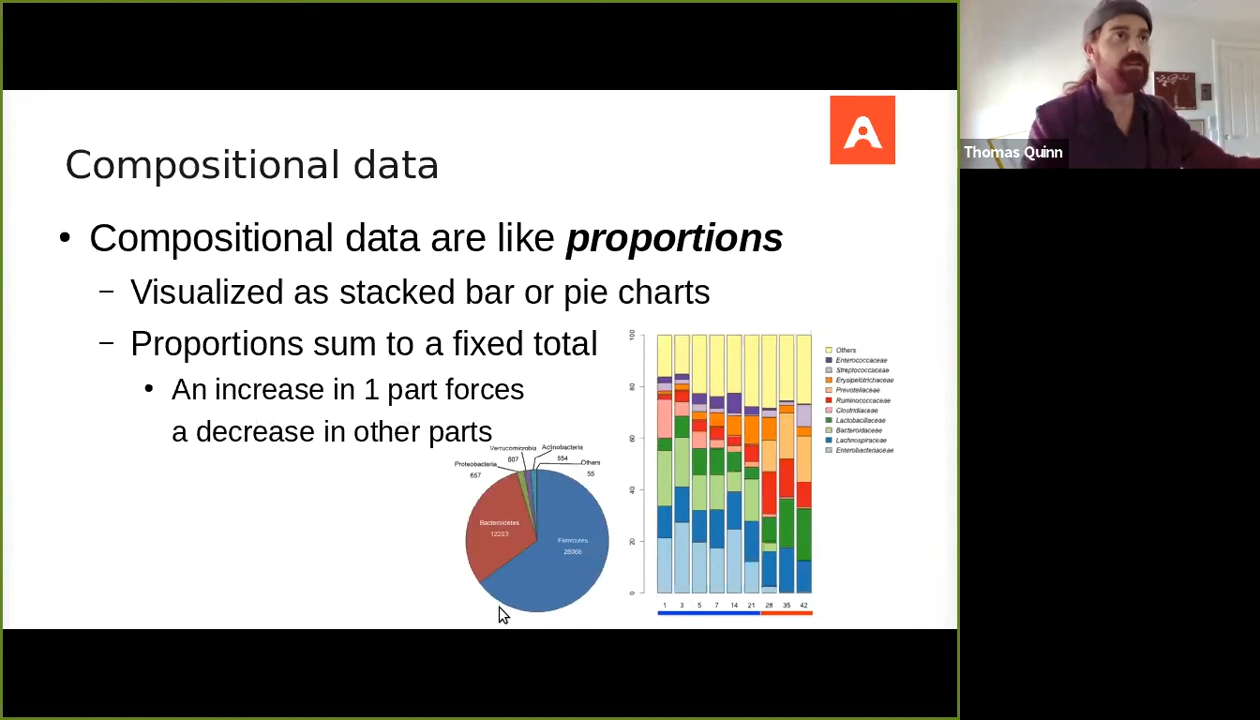 Compositional data
• Compositional data are like proportions
– Visualized as stacked bar or pie charts
– Proportions sum to a fixed total
• An increase in 1 part forces
a decrease in other parts
Verrucomicrobia
607
Actinobacteria
554
Proteobacteria
657
Others
55
Bacteroidetes
Firmicutes
100
80
60
40
20
0
1 3 5 7 14 21 28 35 42
Others
Enterococcaceae
Streptococcaceae
Erysipelotrichaceae
Prevotellaceae
Ruminococcaceae
Clostridiaceae
Lactobacillaceae
Bacteroidaceae
Lachnospiraceae
Enterobacteriaceae
Thomas Quinn